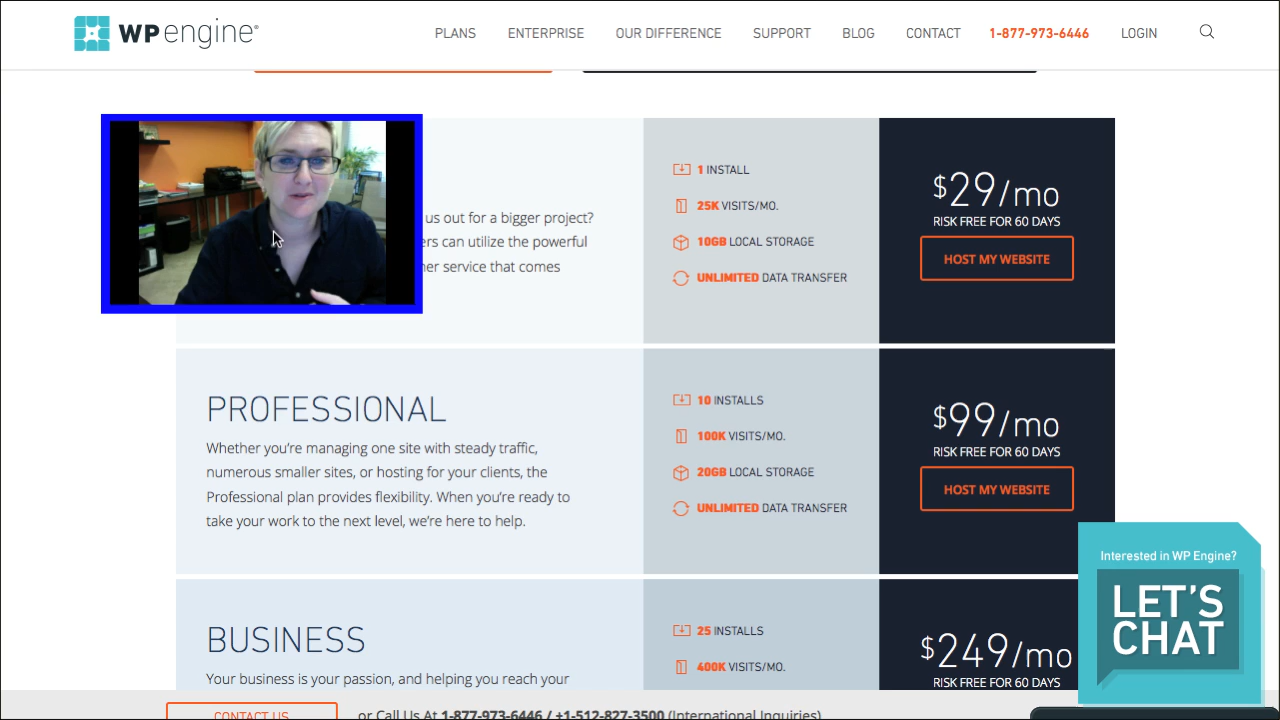 WP engine®
PLANS
ENTERPRISE
OUR DIFFERENCE
SUPPORT
BLOG
CONTACT
1-877-973-6446
LOGIN
us out for a bigger project?
can utilize the powerful
service that comes
1 INSTALL
25K VISITS/MO.
10GB LOCAL STORAGE
UNLIMITED DATA TRANSFER
$29/mo
RISK FREE FOR 60 DAYS
HOST MY WEBSITE
PROFESSIONAL
Whether you're managing one site with steady traffic,
numerous smaller sites, or hosting for your clients, the
Professional plan provides flexibility. When you're ready to
take your work to the next level, we're here to help.
10 INSTALLS
100K VISITS/MO.
20GB LOCAL STORAGE
UNLIMITED DATA TRANSFER
$99/mo
RISK FREE FOR 60 DAYS
HOST MY WEBSITE
BUSINESS
Your business is your passion, and helping you reach your
25 INSTALLS
400K VISITS/MO.
$249/mo
RISK FREE FOR 60 DAYS
Interested in WP Engine?
LET'S
CHAT
CONTACT US
or Call Us At 1-877-973-6446 / +1-512-827-3500 (International Inquiries)